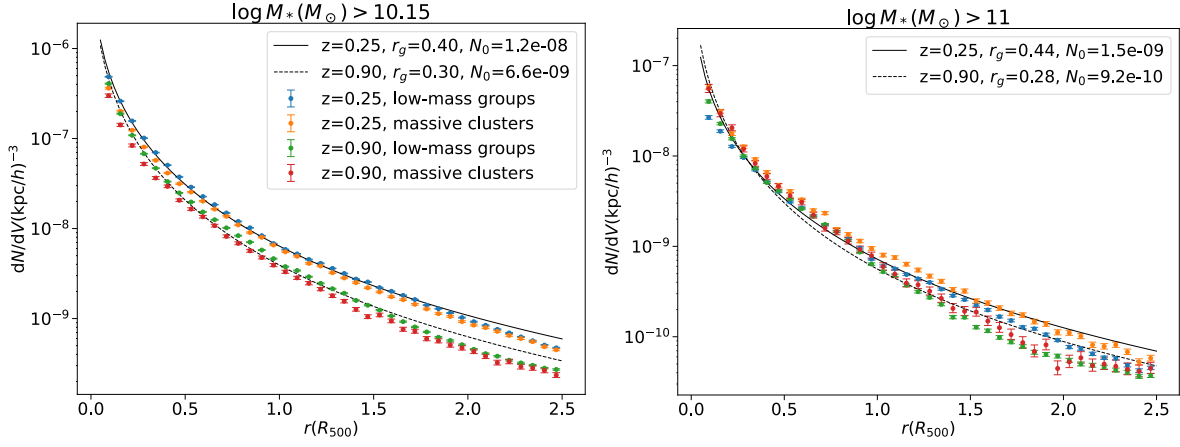 log M*(M⊙) > 10.15
10⁻⁶
10⁻⁷
10⁻⁸
10⁻⁹
dN/dV(kpc/h)⁻³
z=0.25, r_g=0.40, N₀=1.2e-08
z=0.90, r_g=0.30, N₀=6.6e-09
z=0.25, low-mass groups
z=0.25, massive clusters
z=0.90, low-mass groups
z=0.90, massive clusters
0.0 0.5 1.0 1.5 2.0 2.5
r(R₅₀₀)
log M*(M⊙) > 11
10⁻⁷
10⁻⁸
10⁻⁹
10⁻¹⁰
dN/dV(kpc/h)⁻³
z=0.25, r_g=0.44, N₀=1.5e-09
z=0.90, r_g=0.28, N₀=9.2e-10
0.0 0.5 1.0 1.5 2.0 2.5
r(R₅₀₀)